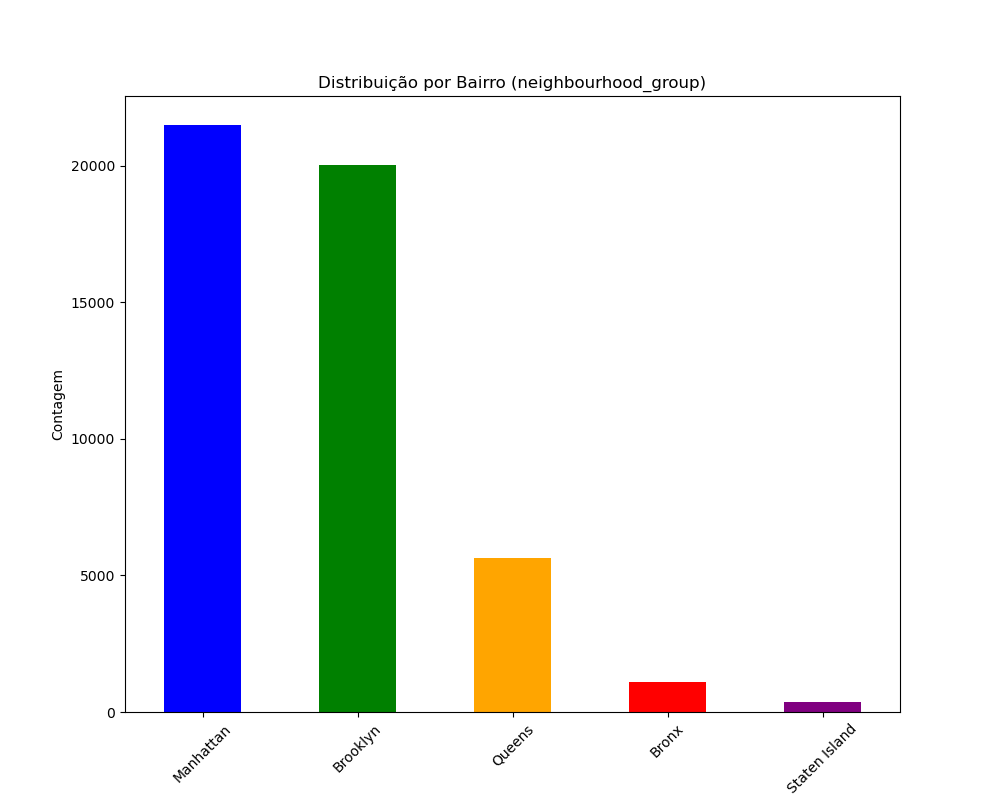 Distribuição por Bairro (neighbourhood_group)
20000
15000
10000
5000
0
Contagem
Manhattan
Brooklyn
Queens
Bronx
Staten Island